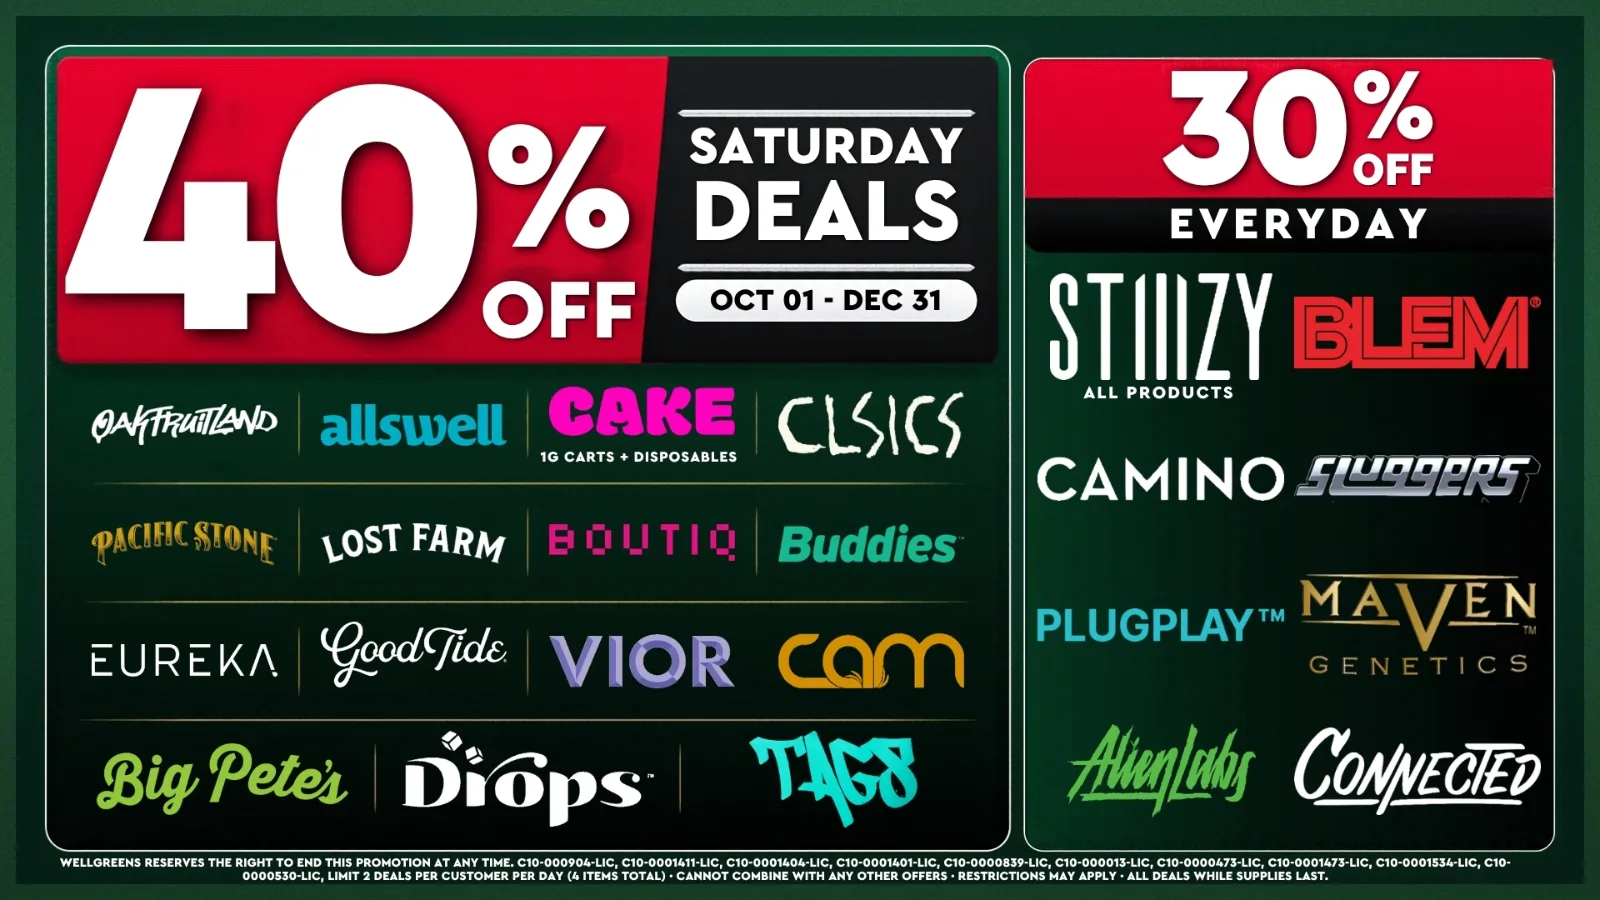 40% OFF
SATURDAY
DEALS
OCT 01 - DEC 31
OAKFRUITLAND
allswell
CAKE
1G CARTS + DISPOSABLES
CLSICS
PACIFIC STONE
LOST FARM
BOUTIQ
Buddies™
EUREKA
GoodTide
VIOR
CAM
Big Pete's
Drops™
TAGS
30% OFF
EVERYDAY
STIIIZY
ALL PRODUCTS
BLEM®
CAMINO
SLUGGERS
PLUGPLAY™
MAVEN™
GENETICS
AlienLabs
CONNECTED
WELLGREENS RESERVES THE RIGHT TO END THIS PROMOTION AT ANY TIME. C10-000904-LIC, C10-0001411-LIC, C10-0001404-LIC, C10-0001401-LIC, C10-0000839-LIC, C10-000013-LIC, C10-0000473-LIC, C10-0001473-LIC, C10-0001534-LIC, C10-
0000530-LIC, LIMIT 2 DEALS PER CUSTOMER PER DAY (4 ITEMS TOTAL) • CANNOT COMBINE WITH ANY OTHER OFFERS • RESTRICTIONS MAY APPLY • ALL DEALS WHILE SUPPLIES LAST.